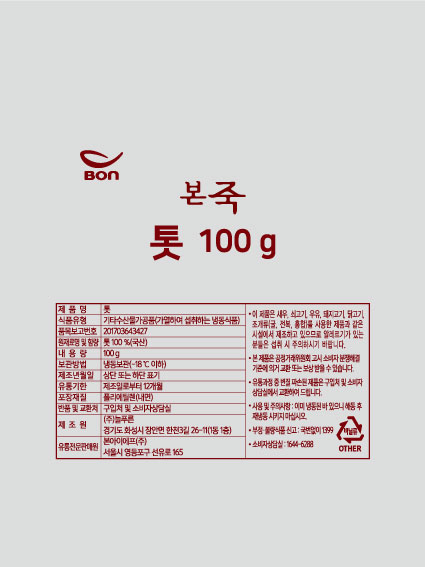 BON
본죽
톳 100 g
제 품 명 톳
식품유형 기타수산물가공품(가열하여 섭취하는 냉동식품)
품목보고번호 201703643427
원재료명 및 함량 톳 100 %(국산)
내 용 량 100 g
보관방법 냉동보관(-18 ℃ 이하)
제조년월일 상단 또는 하단 표기
유통기한 제조일로부터 12개월
포장재질 폴리에틸렌(내면)
반품 및 교환처 구입처 및 소비자상담실
제 조 원 (주)늘푸른
경기도 화성시 장안면 한천3길 26-11(1동 1층)
유통전문판매원 본아이에프(주)
서울시 영등포구 선유로 165
• 이 제품은 새우, 쇠고기, 우유, 돼지고기, 닭고기,
조개류(굴, 전복, 홍합)를 사용한 제품과 같은
시설에서 제조하고 있으므로 알레르기가 있는
분들은 섭취 시 주의하시기 바랍니다.
• 본 제품은 공정거래위원회 고시 소비자 분쟁해결
기준에 의거 교환 또는 보상 받을 수 있습니다.
• 유통과정 중 변질 파손된 제품은 구입처 및 소비자
상담실에서 교환하여 드립니다.
• 사용 및 주의사항 : 이미 냉동된 바 있으니 해동 후
재냉동 시키지 마십시오.
• 부정·불량식품 신고 : 국번없이 1399
• 소비자상담실 : 1644-6288
비닐류
OTHER